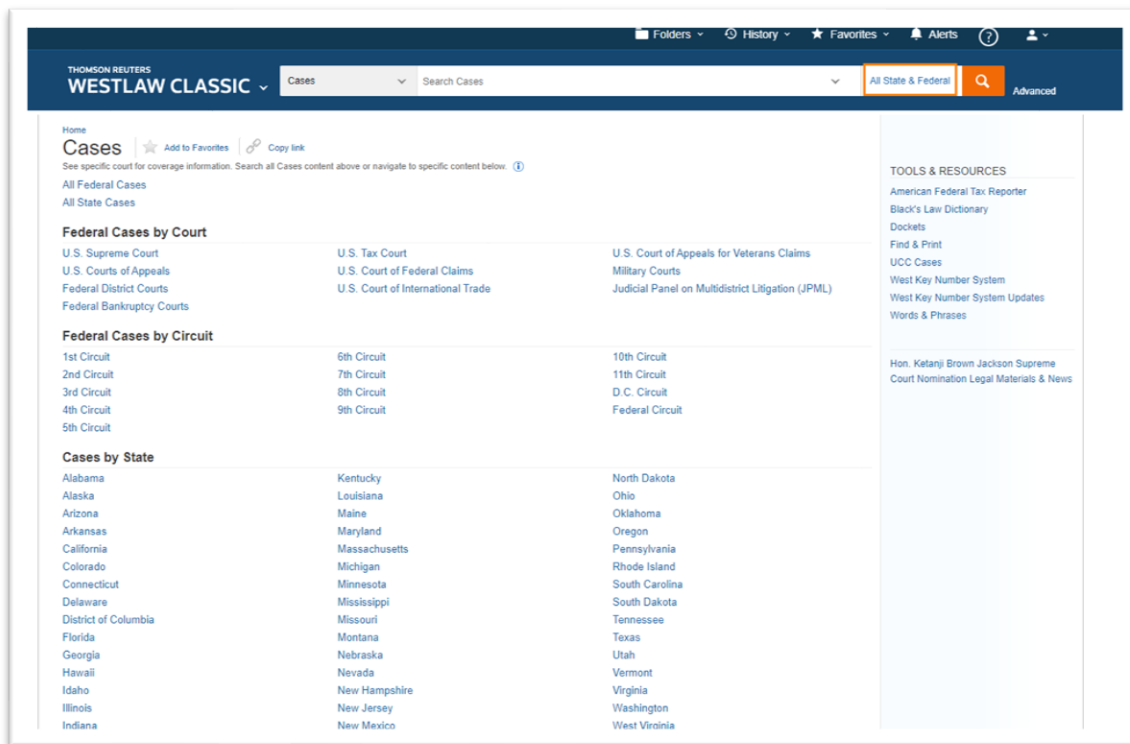 Folders History Favorites Alerts ?
THOMSON REUTERS
WESTLAW CLASSIC
Cases Search Cases All State & Federal Advanced
Home
Cases Add to Favorites Copy link
See specific court for coverage information. Search all Cases content above or navigate to specific content below. i
All Federal Cases
All State Cases
Federal Cases by Court
U.S. Supreme Court U.S. Tax Court U.S. Court of Appeals for Veterans Claims
U.S. Courts of Appeals U.S. Court of Federal Claims Military Courts
Federal District Courts U.S. Court of International Trade Judicial Panel on Multidistrict Litigation (JPML)
Federal Bankruptcy Courts
Federal Cases by Circuit
1st Circuit 6th Circuit 10th Circuit
2nd Circuit 7th Circuit 11th Circuit
3rd Circuit 8th Circuit D.C. Circuit
4th Circuit 9th Circuit Federal Circuit
5th Circuit
Cases by State
Alabama Kentucky North Dakota
Alaska Louisiana Ohio
Arizona Maine Oklahoma
Arkansas Maryland Oregon
California Massachusetts Pennsylvania
Colorado Michigan Rhode Island
Connecticut Minnesota South Carolina
Delaware Mississippi South Dakota
District of Columbia Missouri Tennessee
Florida Montana Texas
Georgia Nebraska Utah
Hawaii Nevada Vermont
Idaho New Hampshire Virginia
Illinois New Jersey Washington
Indiana New Mexico West Virginia
TOOLS & RESOURCES
American Federal Tax Reporter
Black's Law Dictionary
Dockets
Find & Print
UCC Cases
West Key Number System
West Key Number System Updates
Words & Phrases
Hon. Ketanji Brown Jackson Supreme
Court Nomination Legal Materials & News